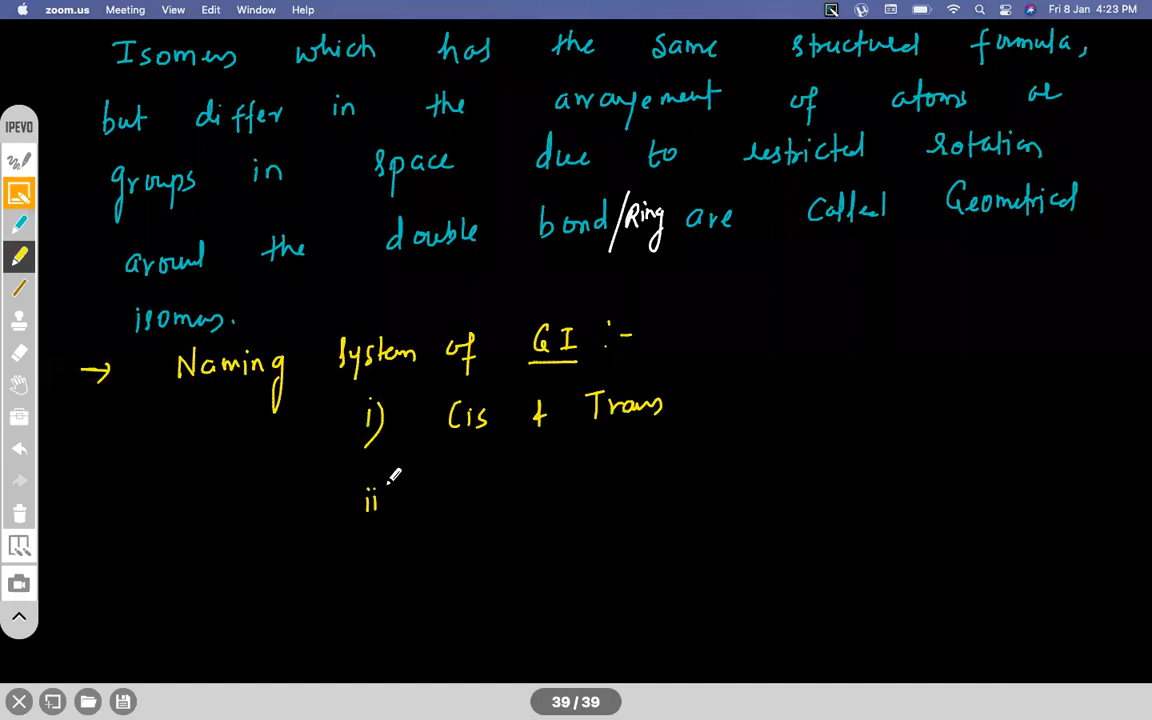 zoom.us Meeting View Edit Window Help Fri 8 Jan 4:23 PM
Isomers which has the same structural formula,
but differ in the arrangement of atoms or
groups in space due to restricted rotation
around the double bond/Ring are called Geometrical
isomers.
IPEVO
→ Naming System of GI :-
i) Cis & Trans
ii
39 / 39